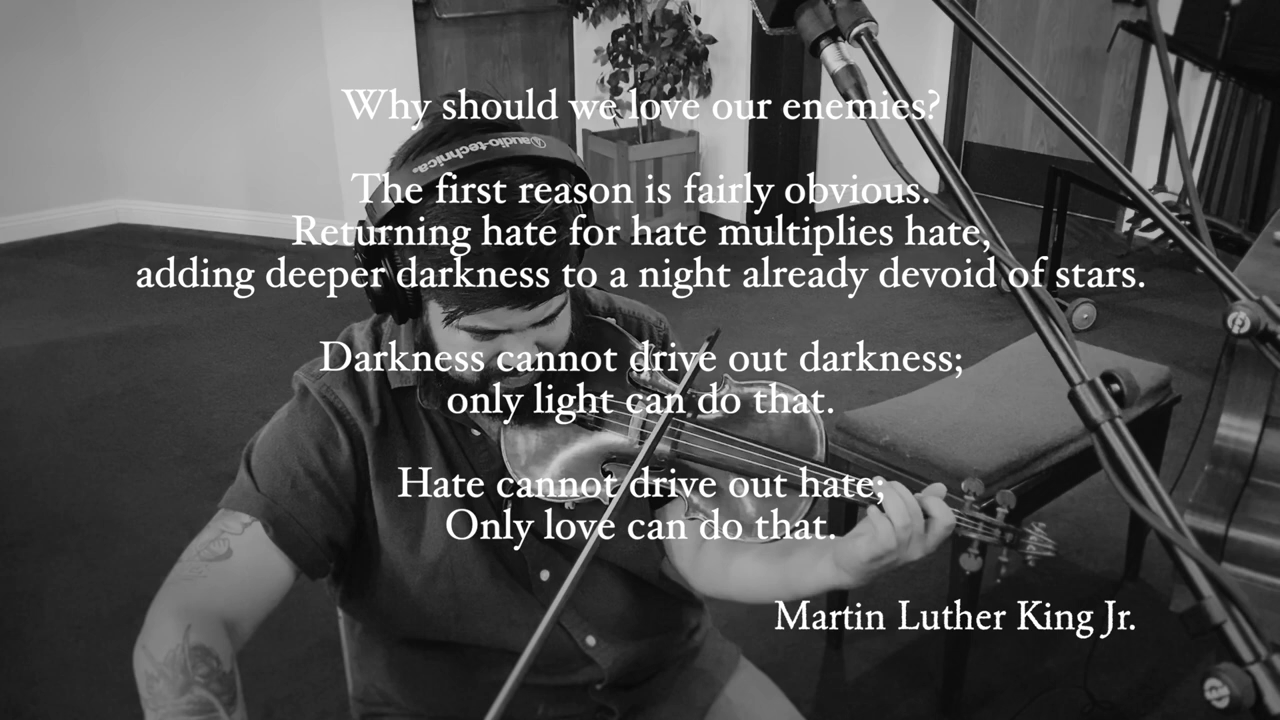 Why should we love our enemies?
audio-technica
The first reason is fairly obvious.
Returning hate for hate multiplies hate,
adding deeper darkness to a night already devoid of stars.
Darkness cannot drive out darkness;
only light can do that.
Hate cannot drive out hate;
Only love can do that.
Martin Luther King Jr.